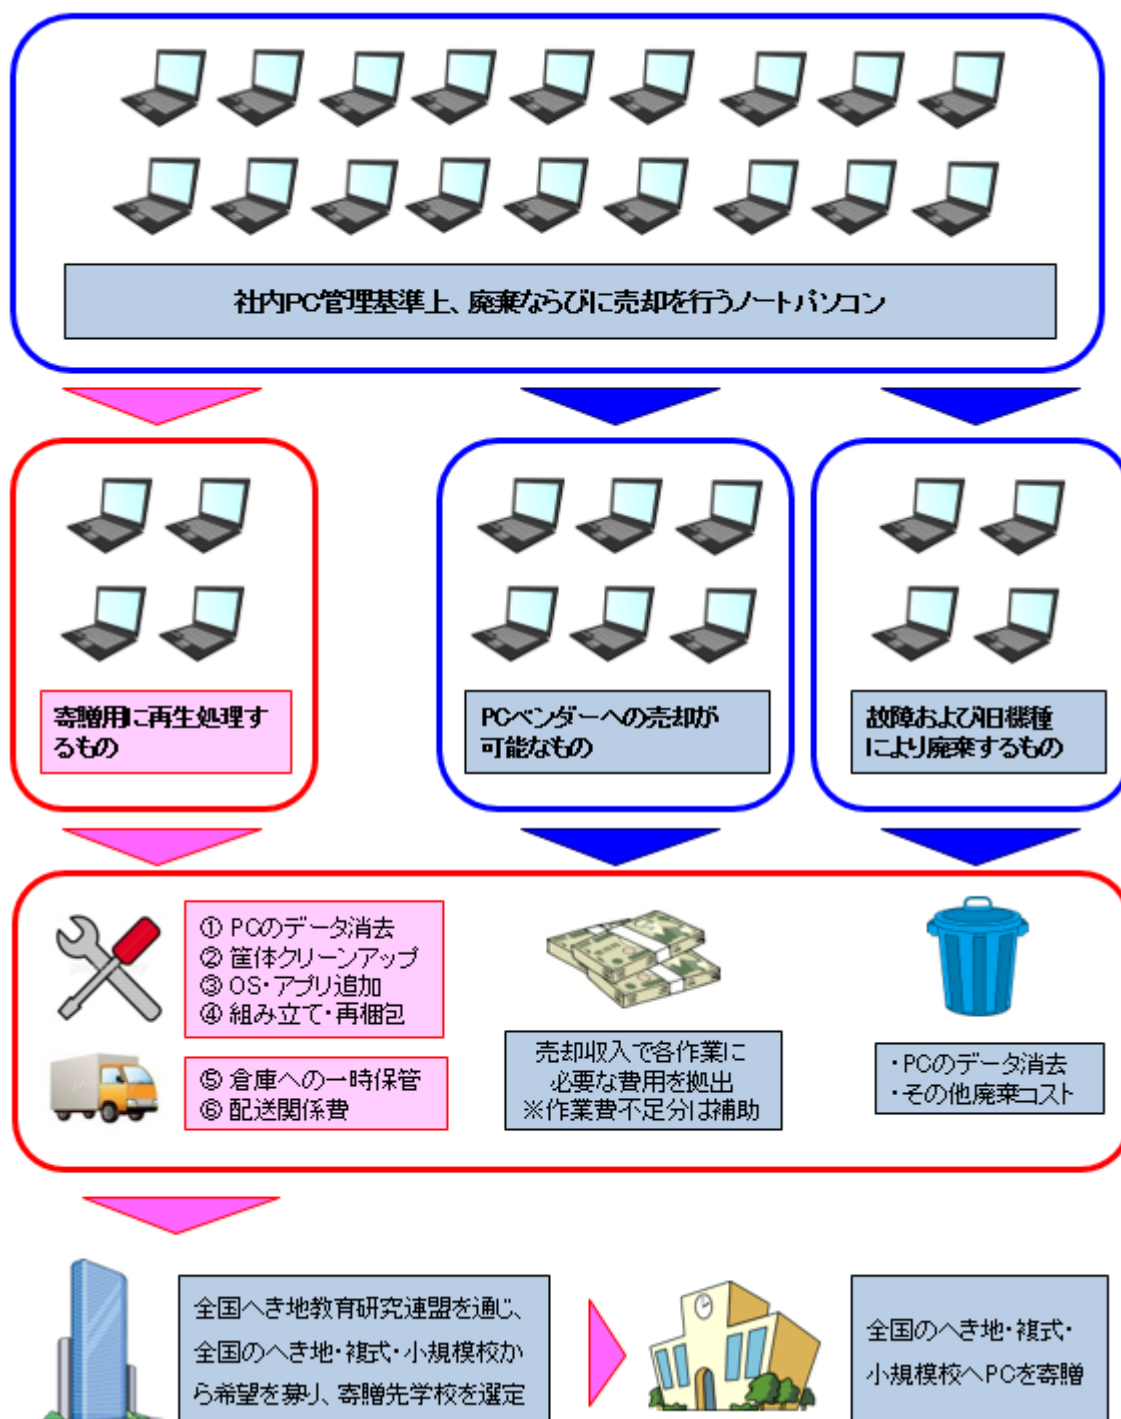 社内PC管理基準上、廃棄ならびに売却を行うノートパソコン
寄贈用に再生処理す
るもの
PCベンダーへの売却が
可能なもの
故障および旧機種
により廃棄するもの
① PCのデータ消去
② 筐体クリーンアップ
③ OS・アプリ追加
④ 組み立て・再梱包
⑤ 倉庫への一時保管
⑥ 配送関係費
売却収入で各作業に
必要な費用を拠出
※作業費不足分は補助
・PCのデータ消去
・その他廃棄コスト
全国へき地教育研究連盟を通じ、
全国のへき地・複式・小規模校か
ら希望を募り、寄贈先学校を選定
全国のへき地・複式・
小規模校へPCを寄贈